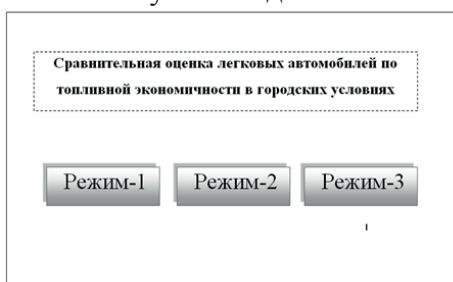 Сравнительная оценка легковых автомобилей по
топливной экономичности в городских условиях
Режим-1 Режим-2 Режим-3